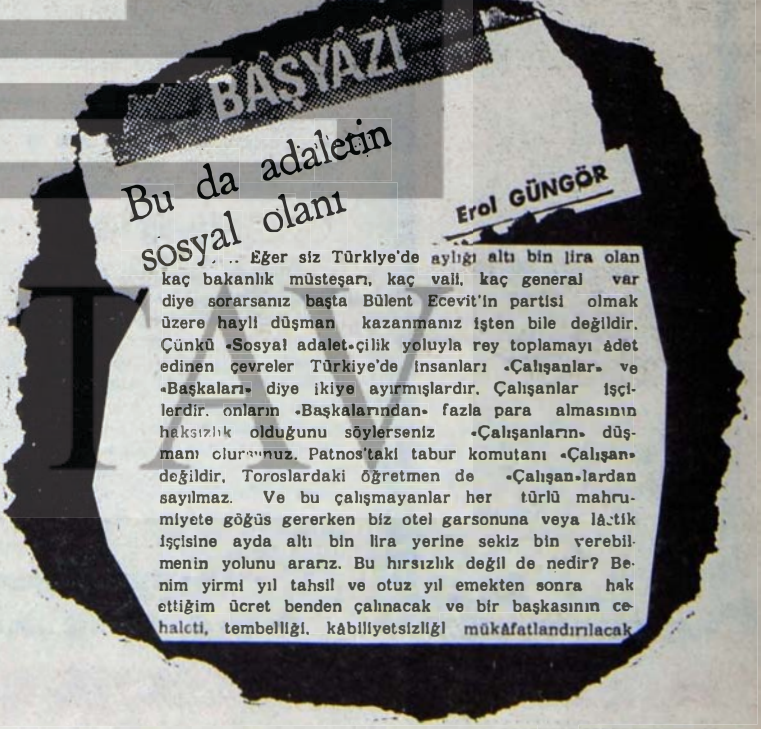 BAŞYAZI
Bu da adaletin
sosyal olanı
Erol GÜNGÖR
... Eğer siz Türkiye'de aylığı altı bin lira olan
kaç bakanlık müsteşarı, kaç vali, kaç general var
diye sorarsanız başta Bülent Ecevit'in partisi olmak
üzere hayli düşman kazanmanız işten bile değildir.
Çünkü «Sosyal adalet»çilik yoluyla rey toplamayı âdet
edinen çevreler Türkiye'de insanları «Çalışanlar» ve
«Başkaları» diye ikiye ayırmışlardır. Çalışanlar işçi-
lerdir. onların «Başkalarından» fazla para almasının
haksızlık olduğunu söylerseniz «Çalışanların» düş-
manı olursunuz. Patnos'taki tabur komutanı «Çalışan»
değildir, Toroslardaki öğretmen de «Çalışan»lardan
sayılmaz. Ve bu çalışmayanlar her türlü mahru-
miyete göğüs gererken biz otel garsonuna veya lâstik
işçisine ayda altı bin lira yerine sekiz bin verebil-
menin yolunu ararız. Bu hırsızlık değil de nedir? Be-
nim yirmi yıl tahsil ve otuz yıl emekten sonra hak
ettiğim ücret benden çalınacak ve bir başkasının ce-
haleti, tembelliği, kâbiliyetsizliği mükâfatlandırılacak
TAV